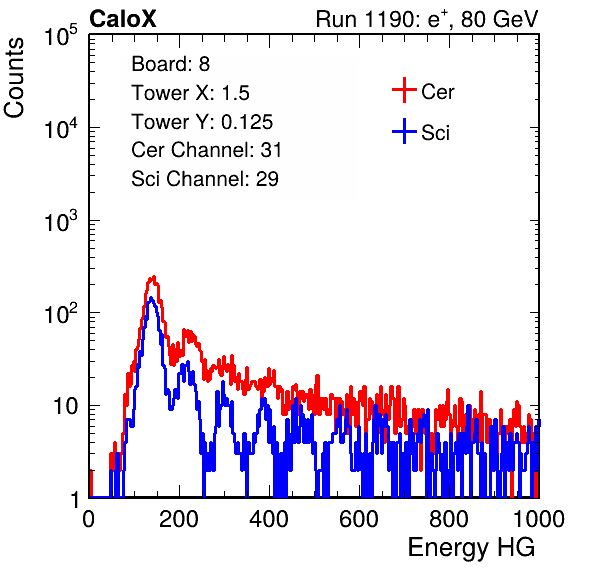 CaloX Run 1190: e⁺, 80 GeV
Counts
Board: 8
Tower X: 1.5
Tower Y: 0.125
Cer Channel: 31
Sci Channel: 29
Cer
Sci
10⁵
10⁴
10³
10²
10
1
0 200 400 600 800 1000
Energy HG